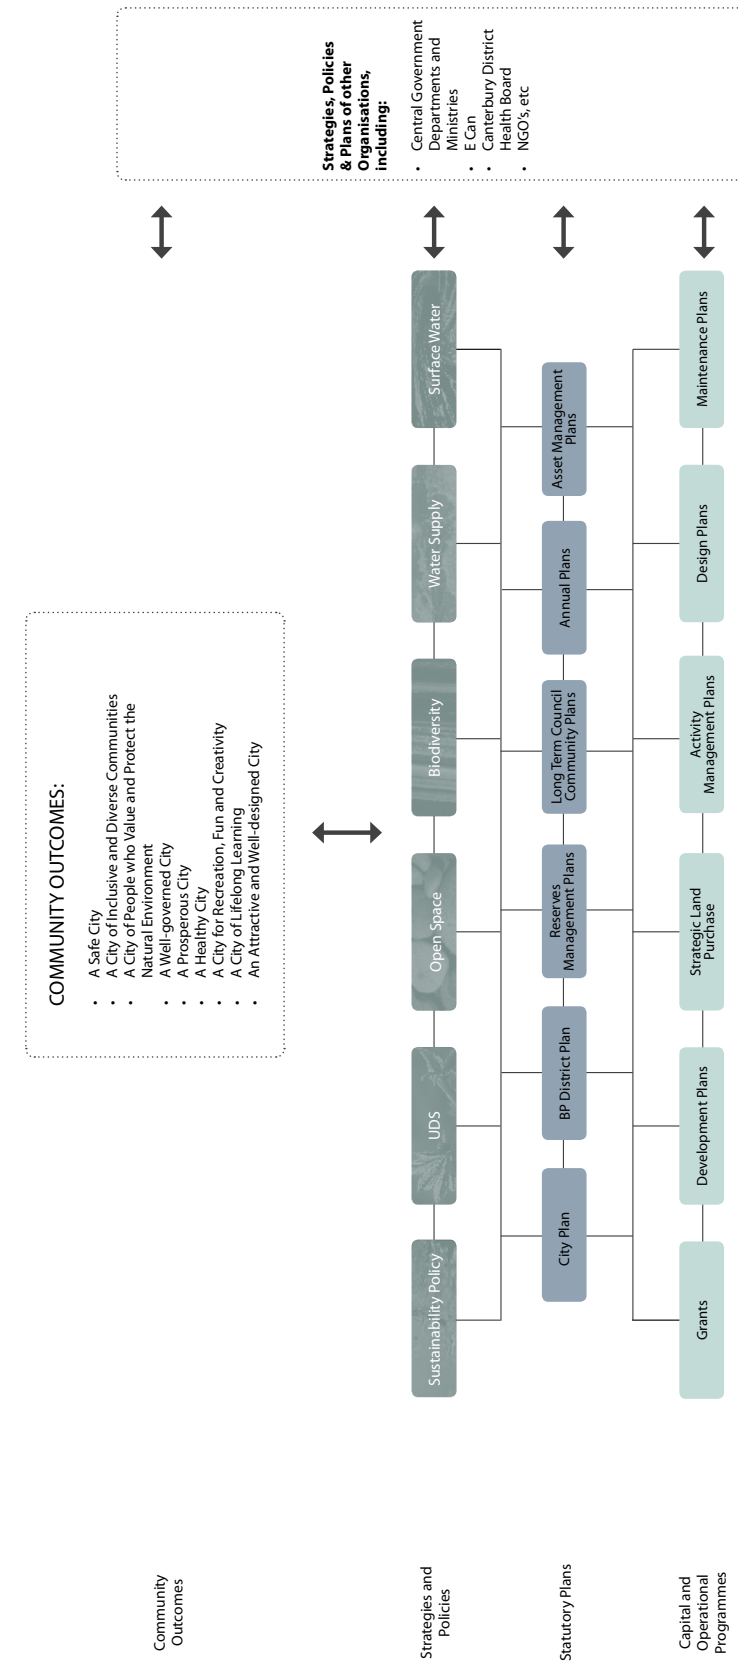 Community
Outcomes
COMMUNITY OUTCOMES:
• A Safe City
• A City of Inclusive and Diverse Communities
• A City of People who Value and Protect the
Natural Environment
• A Well-governed City
• A Prosperous City
• A Healthy City
• A City for Recreation, Fun and Creativity
• A City of Lifelong Learning
• An Attractive and Well-designed City
Strategies, Policies
& Plans of other
Organisations,
including:
• Central Government
Departments and
Ministries
• E Can
• Canterbury District
Health Board
• NGO's, etc
Strategies and
Policies
Sustainability Policy
UDS
Open Space
Biodiversity
Water Supply
Surface Water
Statutory Plans
City Plan
BP District Plan
Reserves
Management Plans
Long Term Council
Community Plans
Annual Plans
Asset Management
Plans
Capital and
Operational
Programmes
Grants
Development Plans
Strategic Land
Purchase
Activity
Management Plans
Design Plans
Maintenance Plans